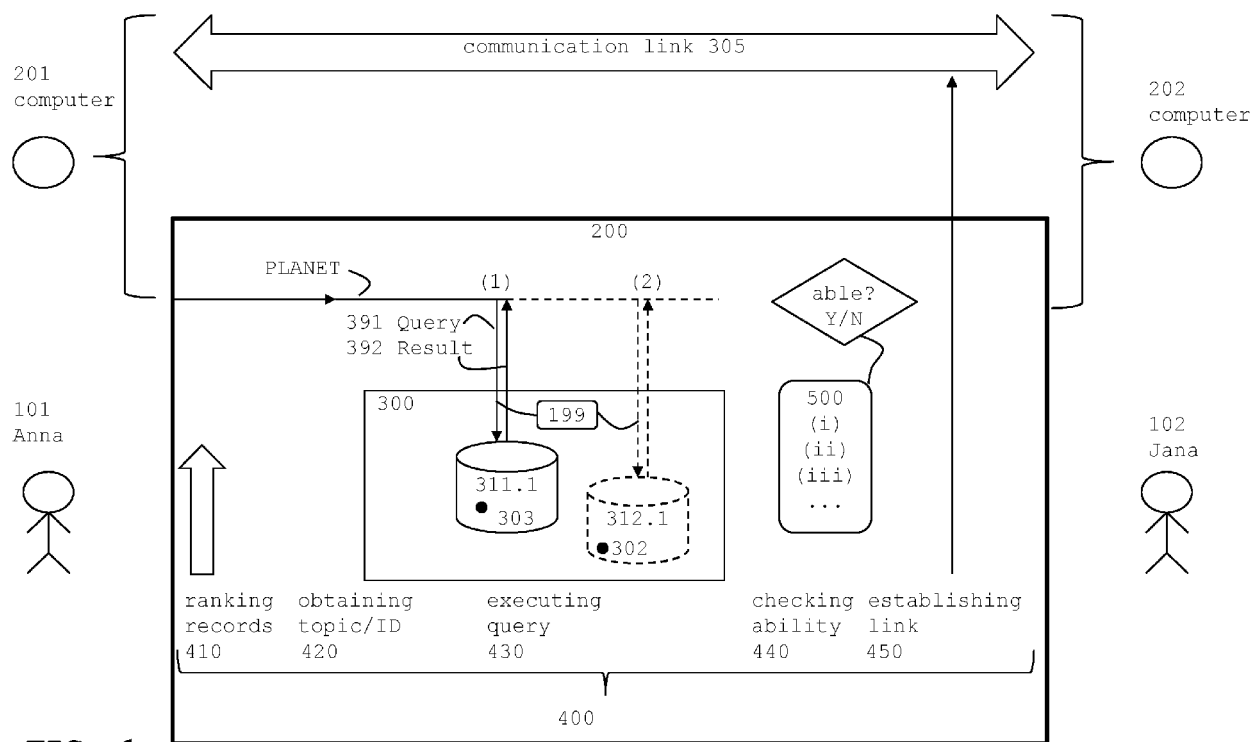 communication link 305
201
computer
202
computer
200
PLANET
(1)
(2)
able?
Y/N
391 Query
392 Result
300
199
500
(i)
(ii)
(iii)
...
101
Anna
102
Jana
311.1
303
312.1
302
ranking
records
410
obtaining
topic/ID
420
executing
query
430
checking
ability
440
establishing
link
450
400